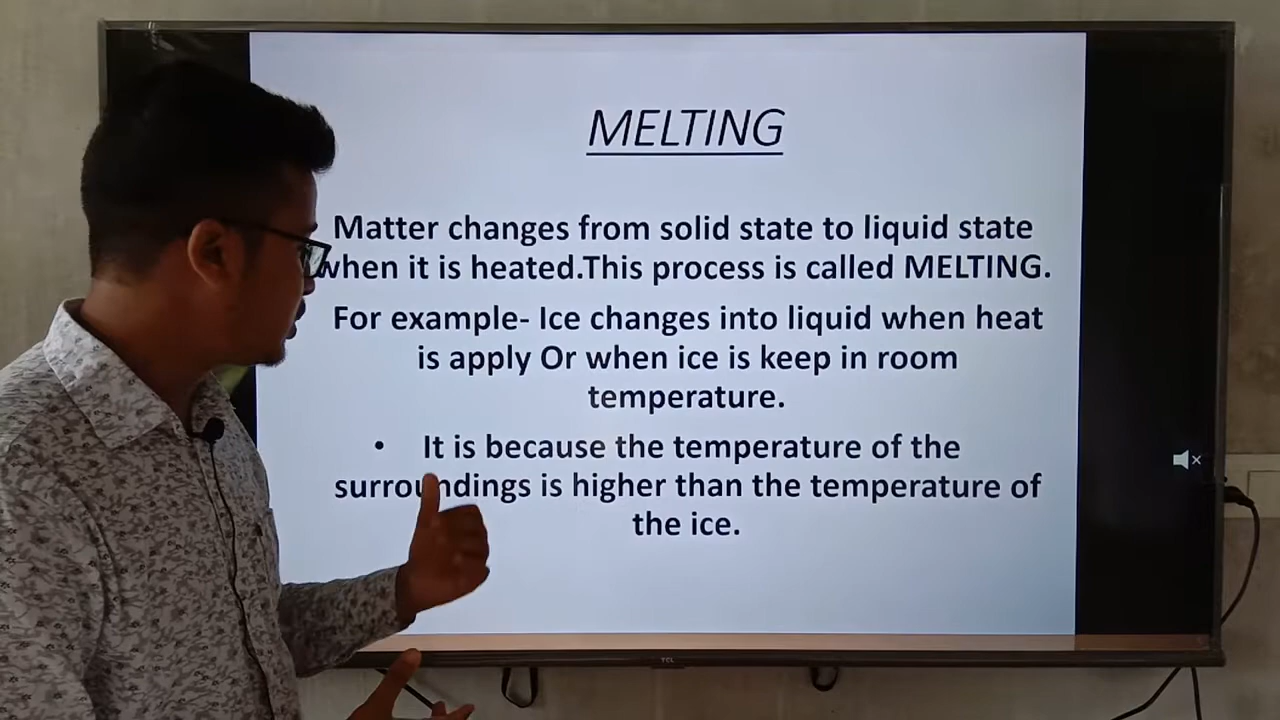 MELTING
Matter changes from solid state to liquid state
when it is heated.This process is called MELTING.
For example- Ice changes into liquid when heat
is apply Or when ice is keep in room
temperature.
• It is because the temperature of the
surroundings is higher than the temperature of
the ice.
TCL